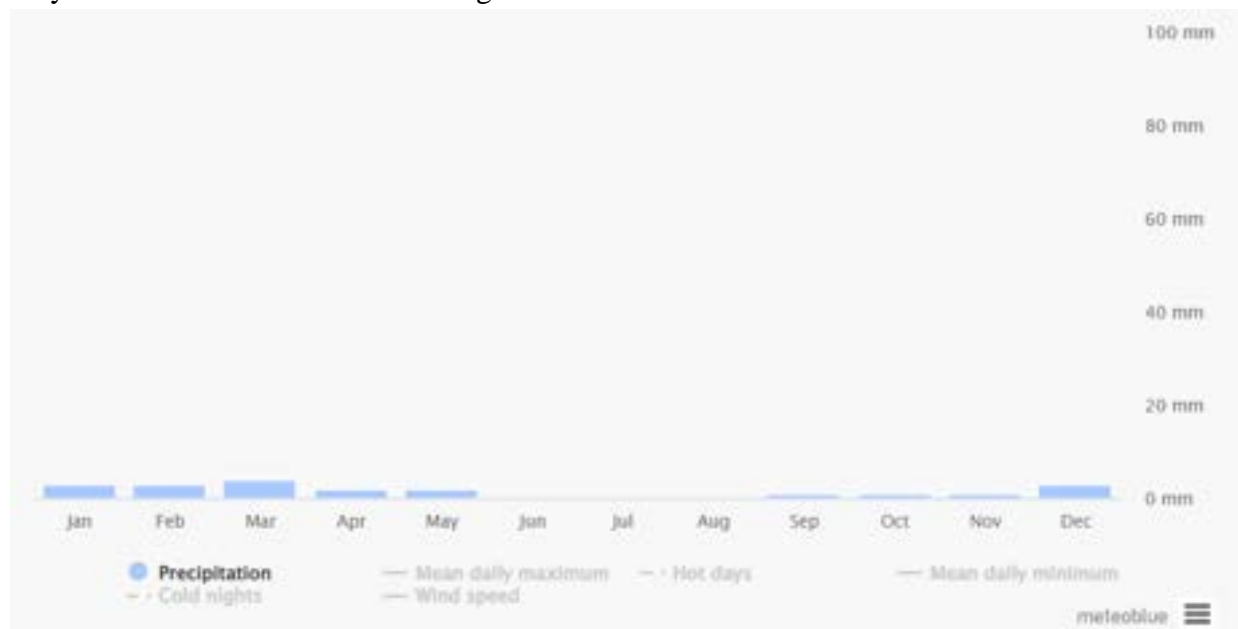 100 mm
80 mm
60 mm
40 mm
20 mm
0 mm
Jan Feb Mar Apr May Jun Jul Aug Sep Oct Nov Dec
Precipitation Mean daily maximum Hot days Mean daily minimum
Cold nights Wind speed
meteoblue